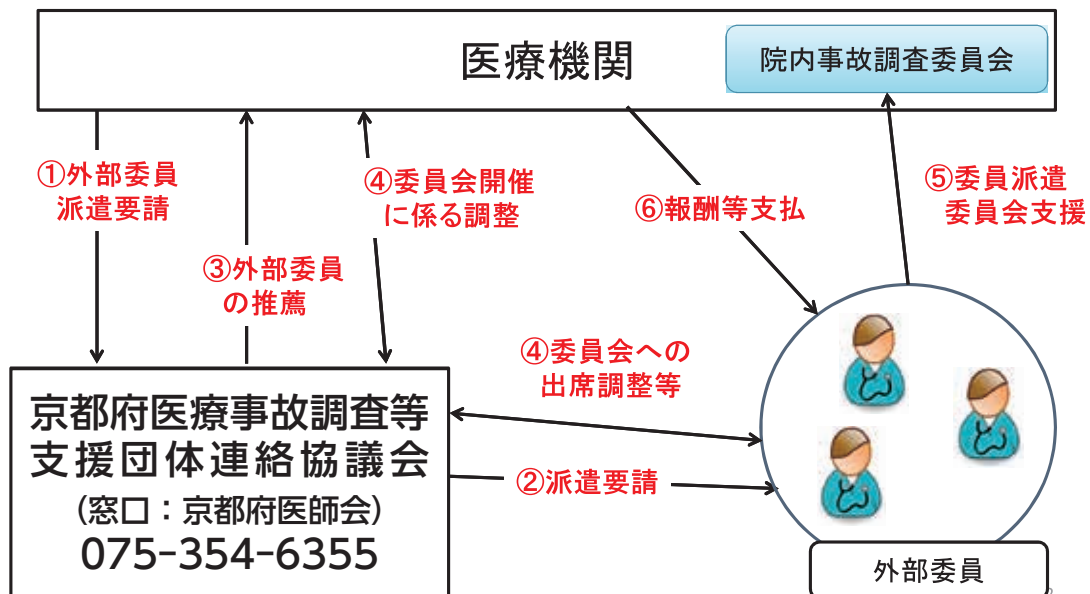 医療機関
院内事故調査委員会
①外部委員
派遣要請
③外部委員
の推薦
④委員会開催
に係る調整
⑥報酬等支払
⑤委員派遣
委員会支援
④委員会への
出席調整等
②派遣要請
京都府医療事故調査等
支援団体連絡協議会
(窓口：京都府医師会)
075-354-6355
外部委員